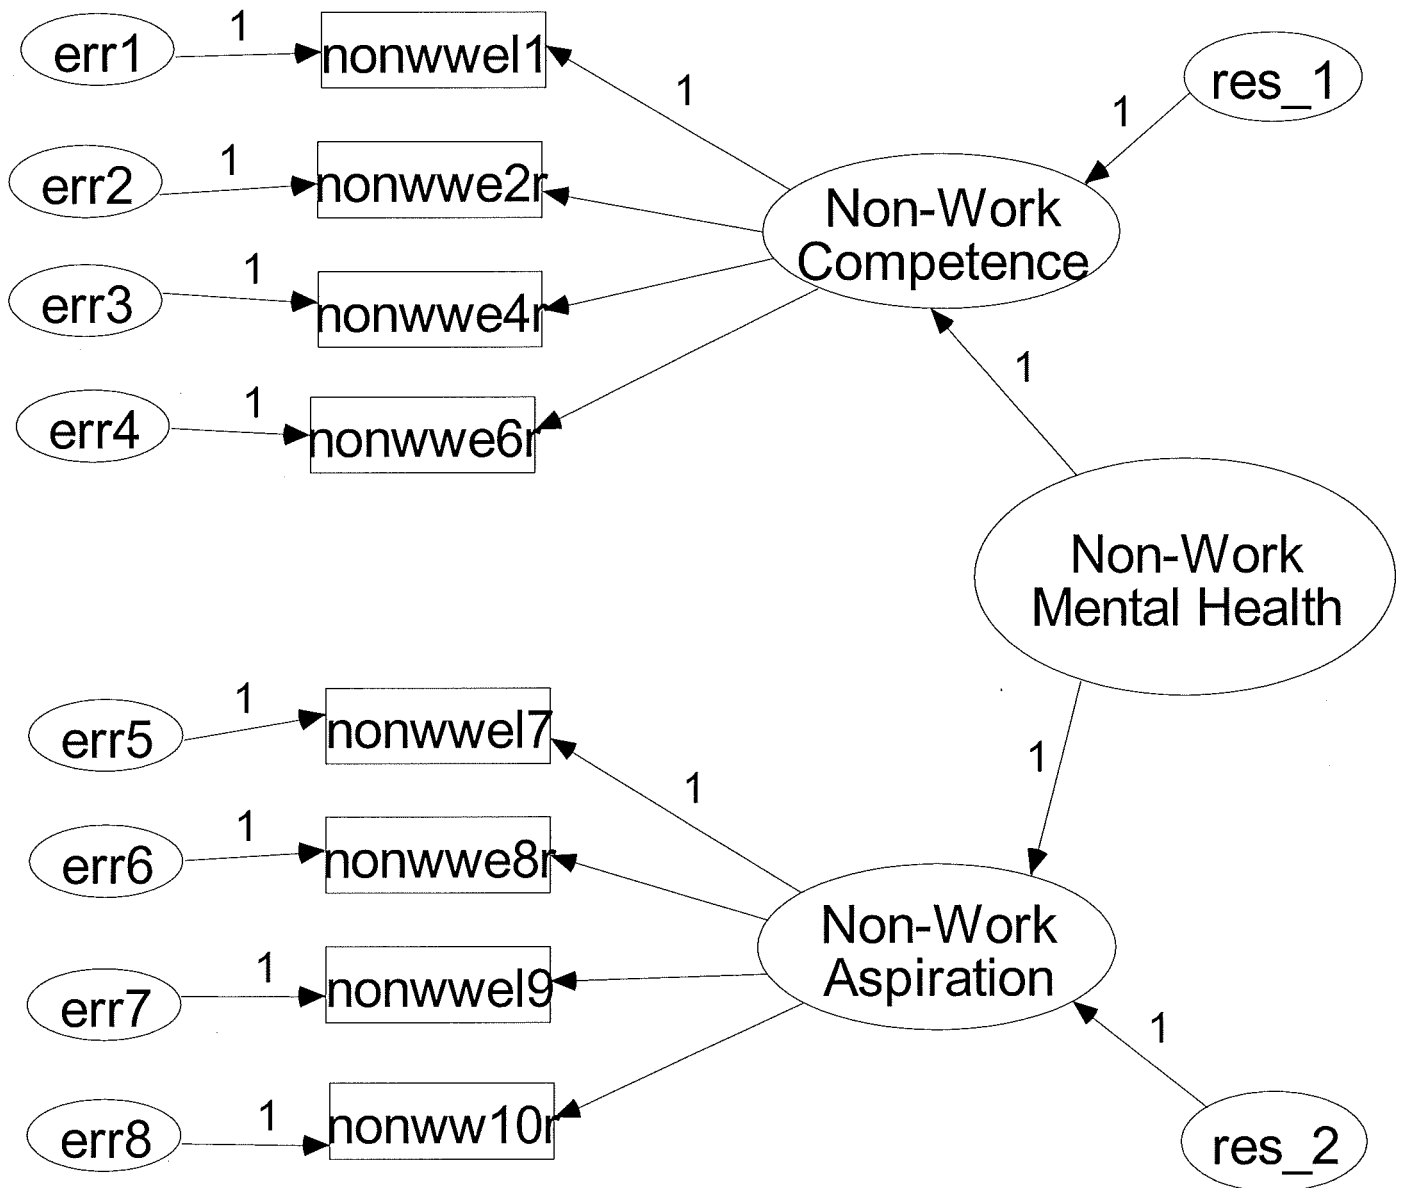 err1
1
nonwwel1
1
1
res_1
err2
1
nonwwe2r
Non-Work
Competence
err3
1
nonwwe4r
1
err4
1
nonwwe6r
Non-Work
Mental Health
err5
1
nonwwel7
1
1
err6
1
nonwwe8r
Non-Work
Aspiration
err7
1
nonwwel9
1
err8
1
nonww10r
res_2